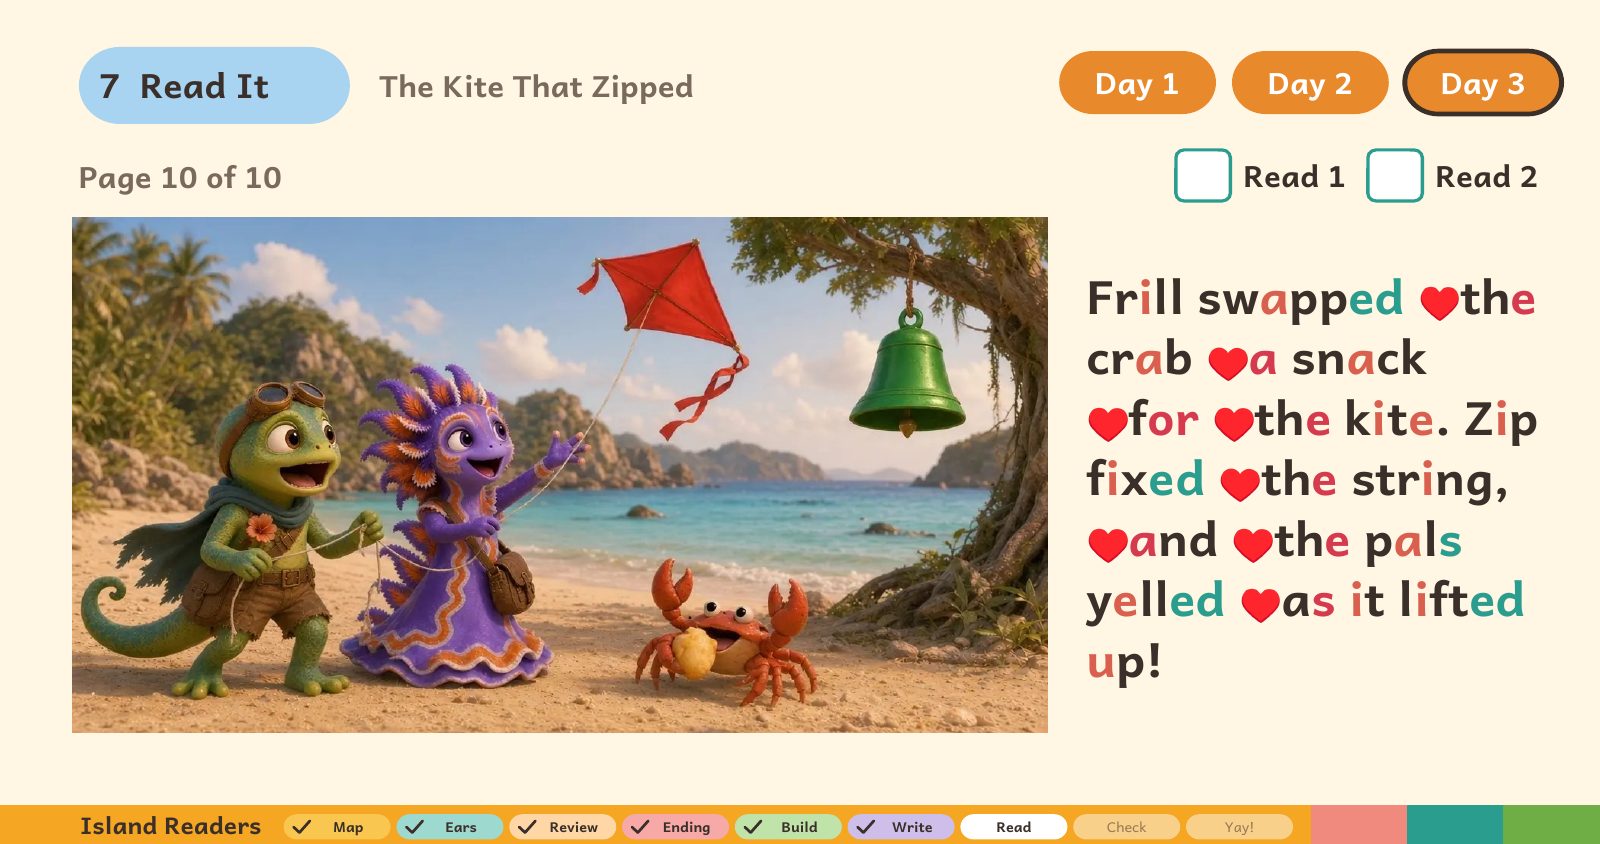 7 Read It
The Kite That Zipped
Day 1
Day 2
Day 3
Page 10 of 10
Read 1
Read 2
Frill swapped ❤the
crab ❤a snack
❤for ❤the kite. Zip
fixed ❤the string,
❤and ❤the pals
yelled ❤as it lifted
up!
Island Readers
Map
Ears
Review
Ending
Build
Write
Read
Check
Yay!